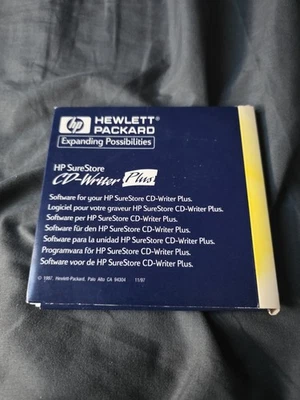 hp
HEWLETT
PACKARD
Expanding Possibilities
HP SureStore
CD-Writer Plus
Software for your HP SureStore CD-Writer Plus.
Logiciel pour votre graveur HP SureStore CD-Writer Plus.
Software per HP SureStore CD-Writer Plus.
Software für den HP SureStore CD-Writer Plus.
Software para la unidad HP SureStore CD-Writer Plus.
Programvara för HP SureStore CD-Writer Plus.
Software voor de HP SureStore CD-Writer Plus.
© 1997, Hewlett-Packard, Palo Alto CA 94304 11/97